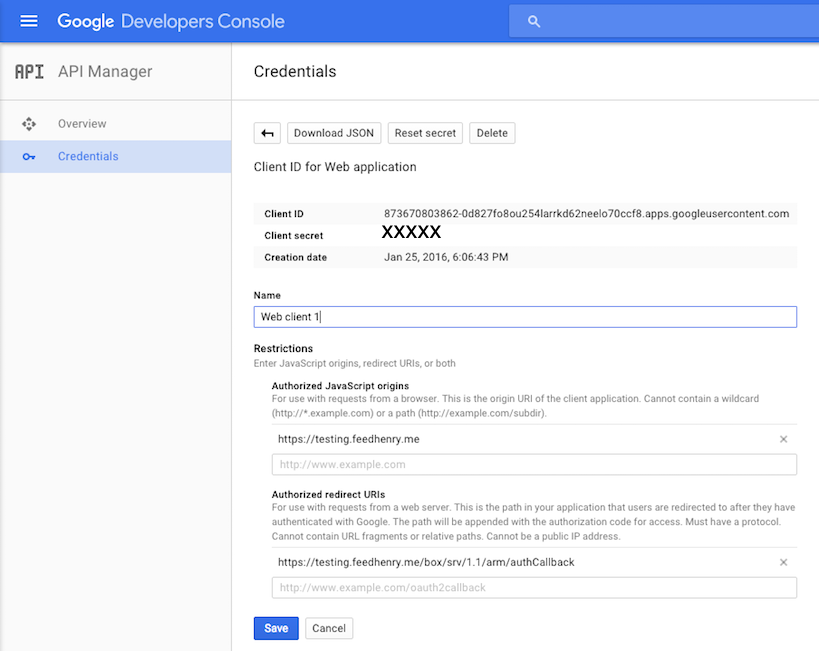 Google Developers Console
API API Manager
Credentials
Overview
Credentials
Download JSON Reset secret Delete
Client ID for Web application
Client ID 873670803862-0d827fo8ou254larrkd62neelo70ccf8.apps.googleusercontent.com
Client secret XXXXX
Creation date Jan 25, 2016, 6:06:43 PM
Name
Web client 1
Restrictions
Enter JavaScript origins, redirect URIs, or both
Authorized JavaScript origins
For use with requests from a browser. This is the origin URI of the client application. Cannot contain a wildcard
(http://*.example.com) or a path (http://example.com/subdir).
https://testing.feedhenry.me
http://www.example.com
Authorized redirect URIs
For use with requests from a web server. This is the path in your application that users are redirected to after they have
authenticated with Google. The path will be appended with the authorization code for access. Must have a protocol.
Cannot contain URL fragments or relative paths. Cannot be a public IP address.
https://testing.feedhenry.me/box/srv/1.1/arm/authCallback
http://www.example.com/oauth2callback
Save Cancel